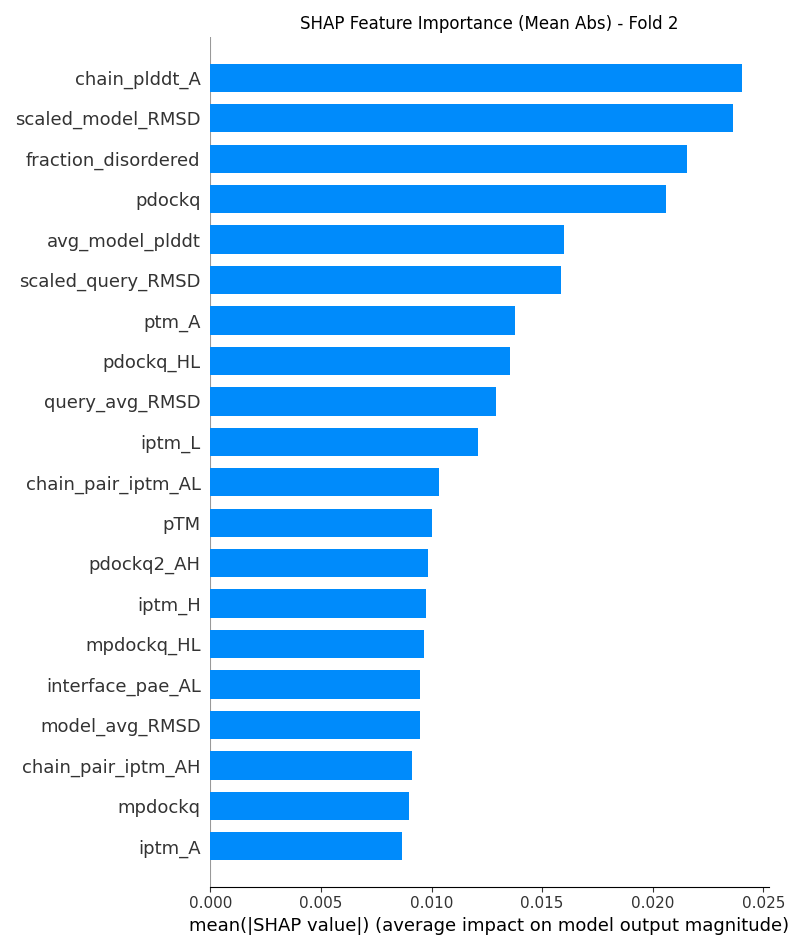 SHAP Feature Importance (Mean Abs) - Fold 2
chain_plddt_A
scaled_model_RMSD
fraction_disordered
pdockq
avg_model_plddt
scaled_query_RMSD
ptm_A
pdockq_HL
query_avg_RMSD
iptm_L
chain_pair_iptm_AL
pTM
pdockq2_AH
iptm_H
mpdockq_HL
interface_pae_AL
model_avg_RMSD
chain_pair_iptm_AH
mpdockq
iptm_A
0.000 0.005 0.010 0.015 0.020 0.025
mean(|SHAP value|) (average impact on model output magnitude)